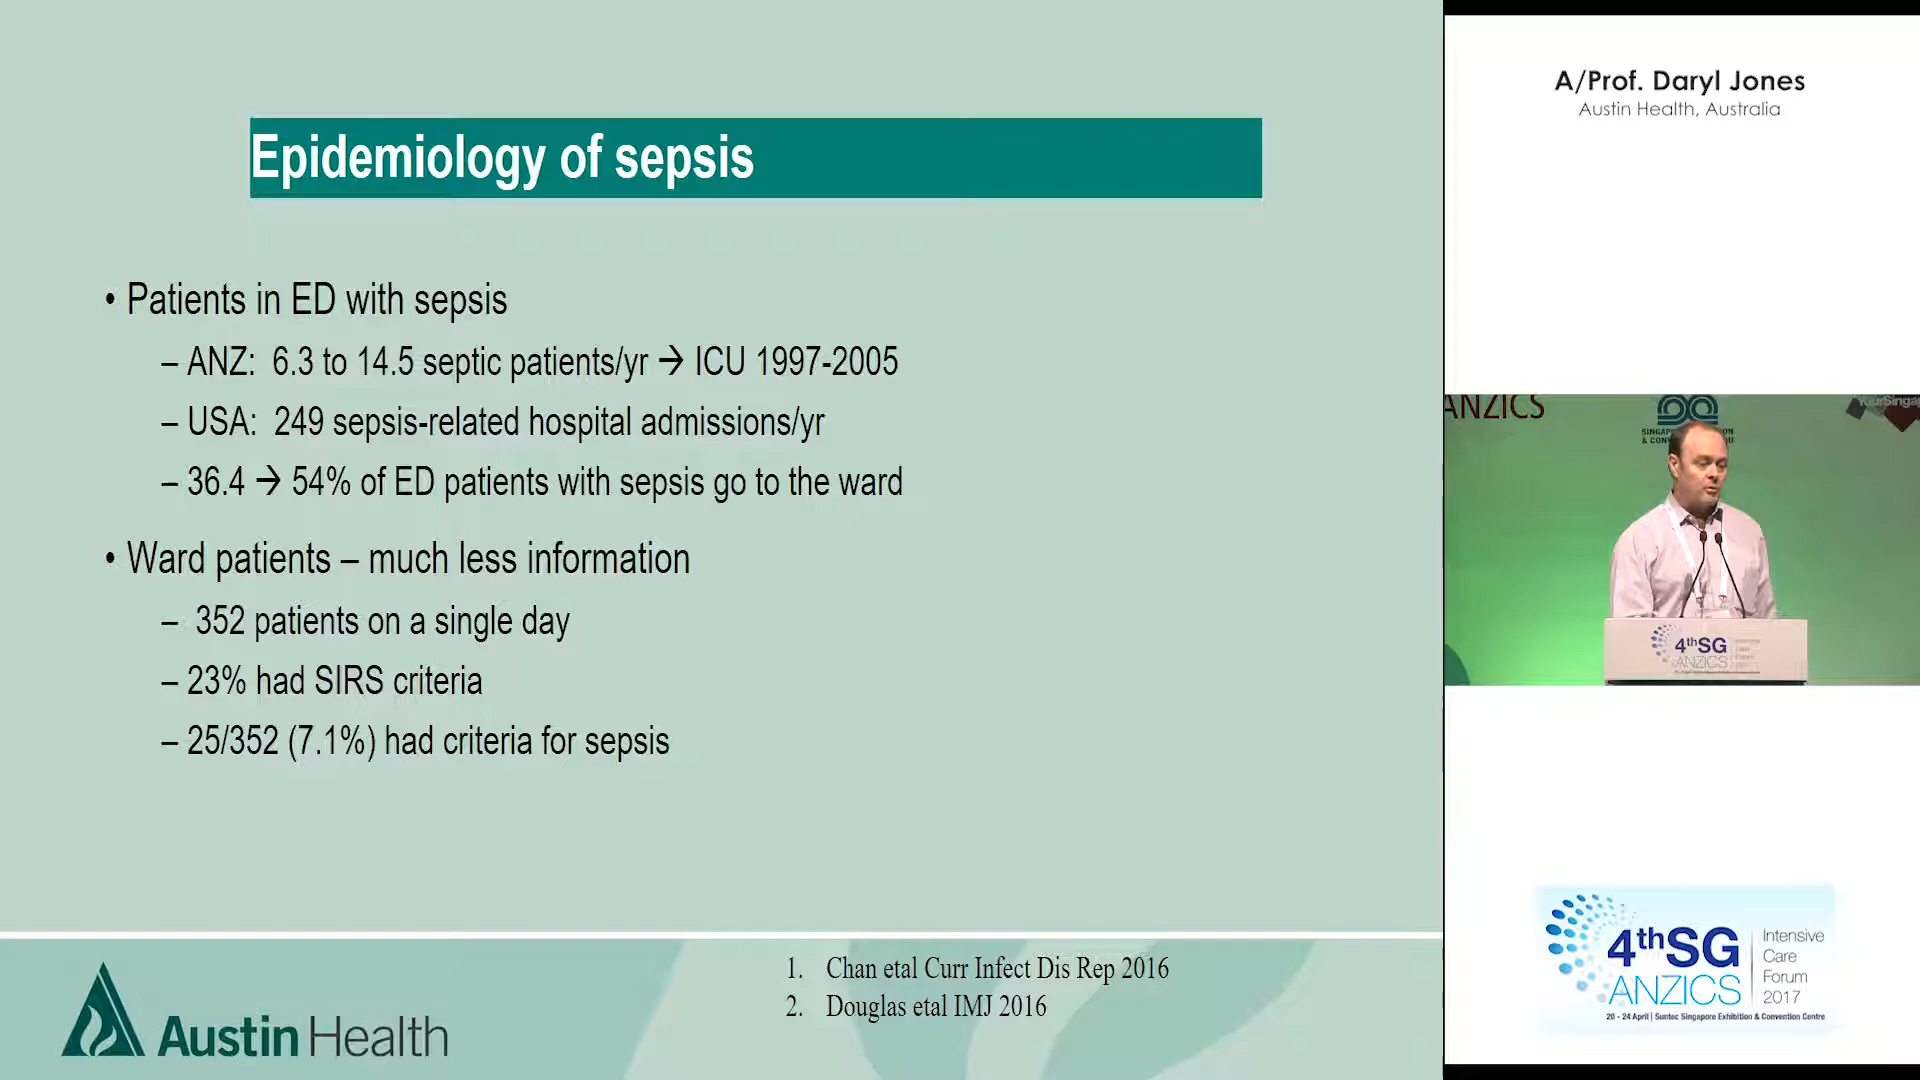 Epidemiology of sepsis
• Patients in ED with sepsis
– ANZ: 6.3 to 14.5 septic patients/yr → ICU 1997-2005
– USA: 249 sepsis-related hospital admissions/yr
– 36.4 → 54% of ED patients with sepsis go to the ward
• Ward patients – much less information
– 352 patients on a single day
– 23% had SIRS criteria
– 25/352 (7.1%) had criteria for sepsis
1. Chan etal Curr Infect Dis Rep 2016
2. Douglas etal IMJ 2016
Austin Health
A/Prof. Daryl Jones
Austin Health, Australia
ANZICS
4thSG
ANZICS
4thSG
ANZICS
Intensive
Care
Forum
2017
20 - 24 April | Suntec Singapore Exhibition & Convention Centre